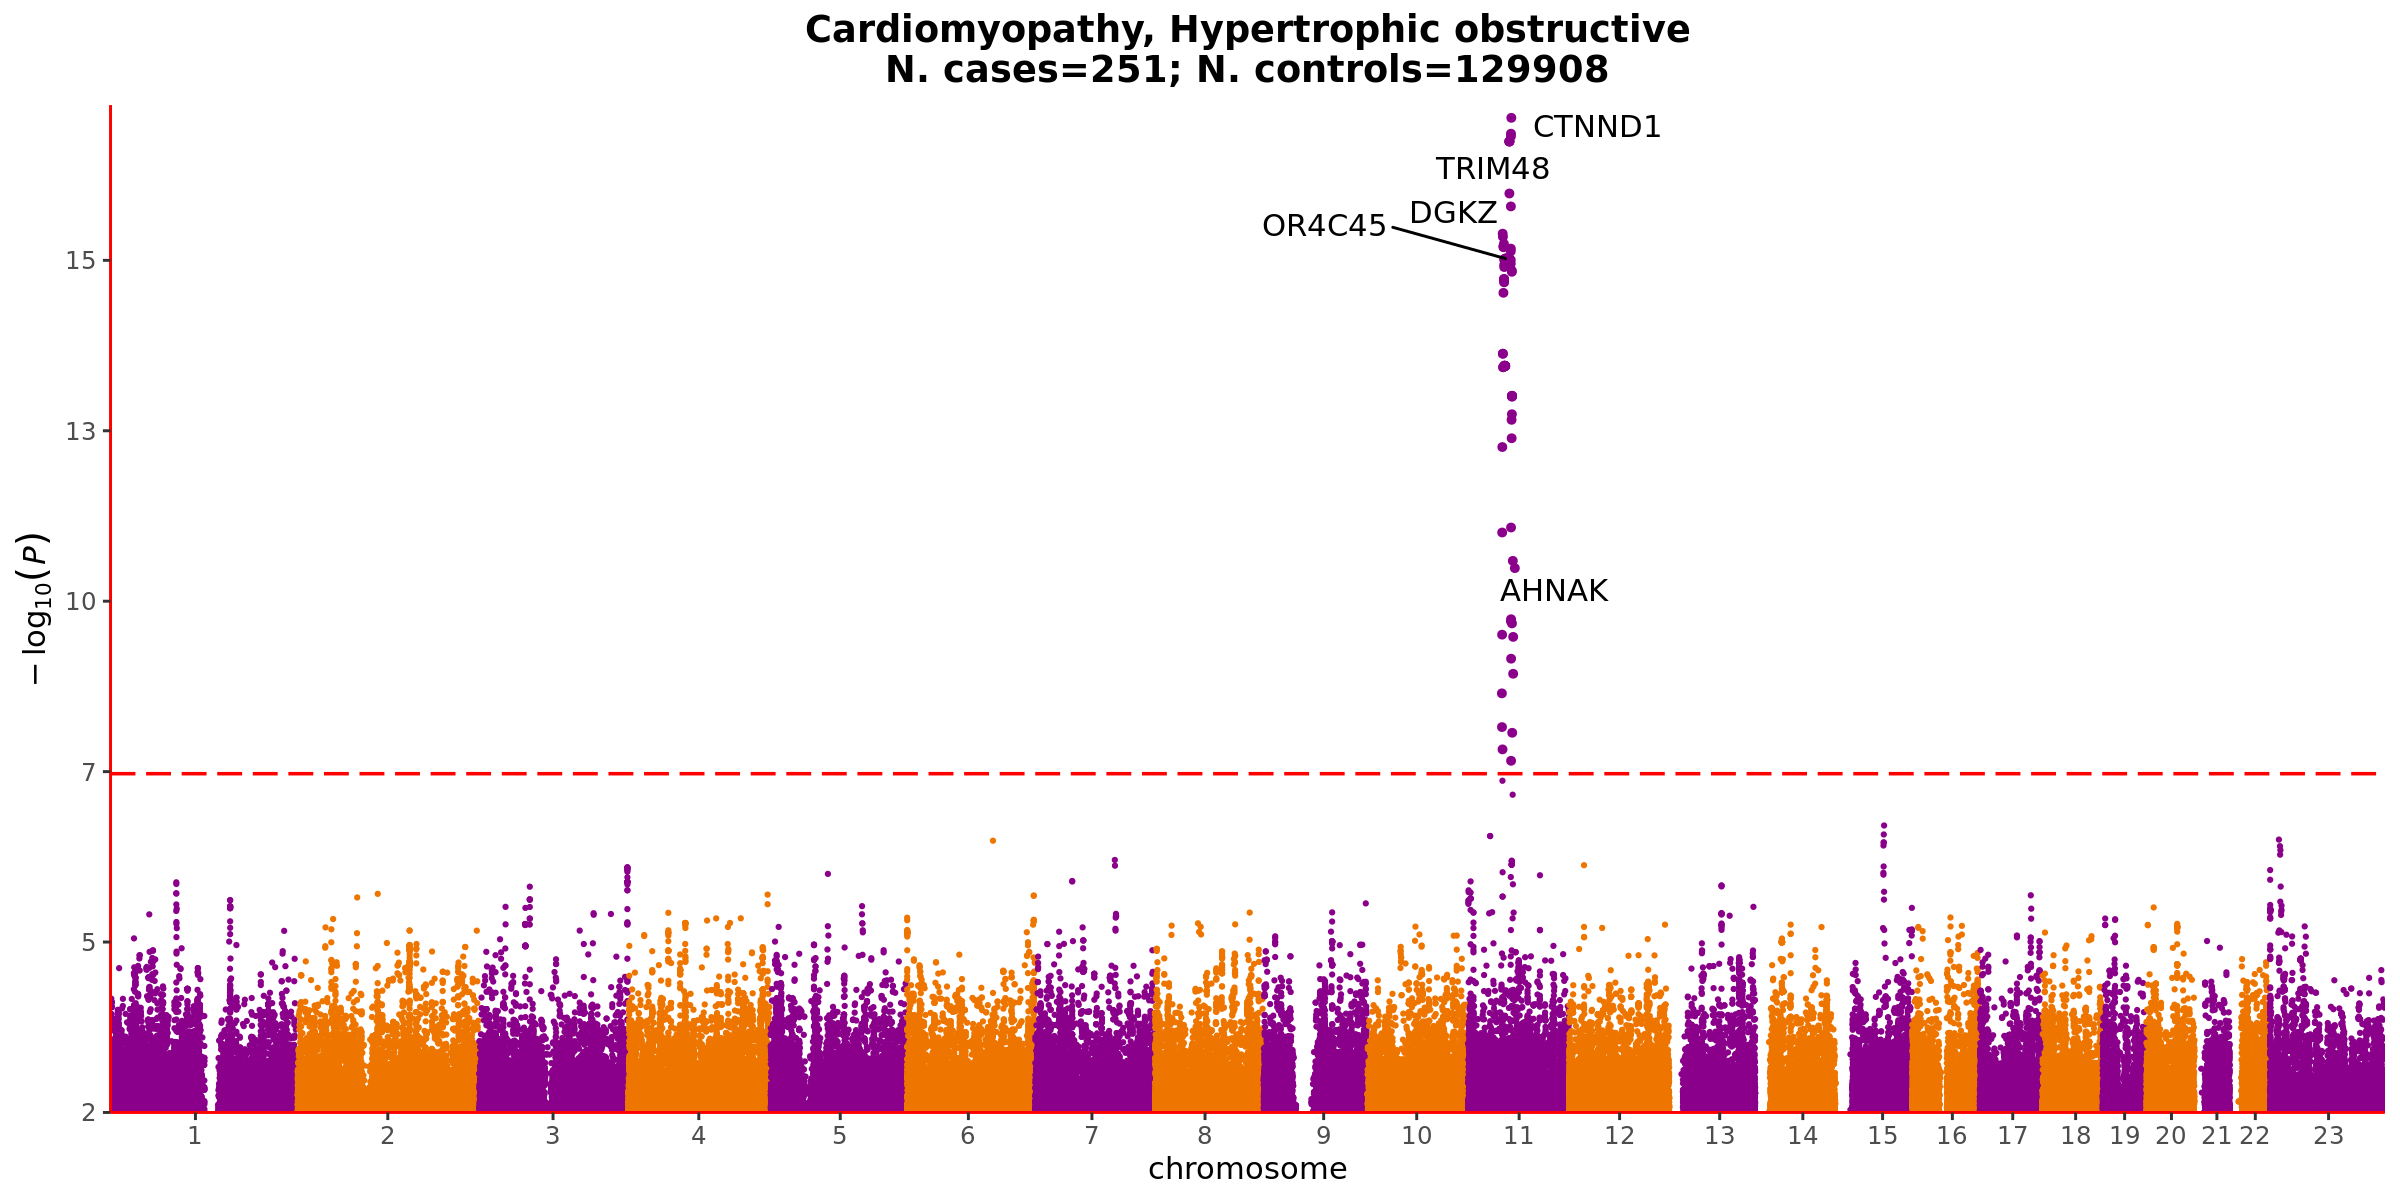 Cardiomyopathy, Hypertrophic obstructive
N. cases=251; N. controls=129908
CTNND1
TRIM48
DGKZ
OR4C45
AHNAK
15
13
10
7
5
2
−log10(P)
1 2 3 4 5 6 7 8 9 10 11 12 13 14 15 16 17 18 19 20 21 22 23
chromosome